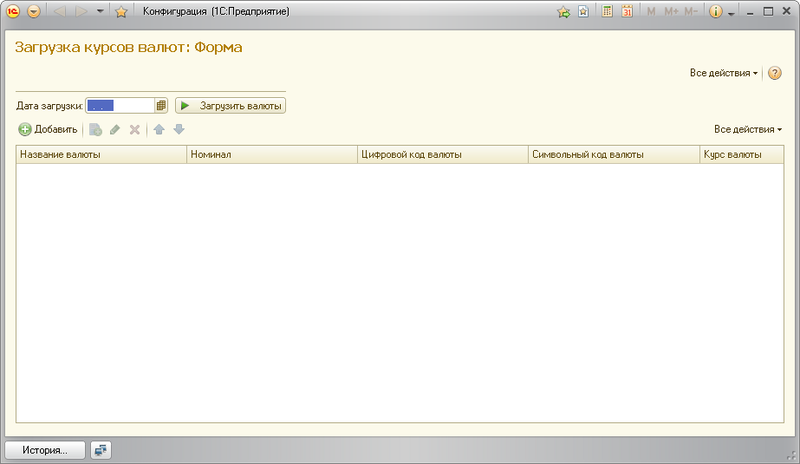 Конфигурация (1С:Предприятие)
M M+ M-
Загрузка курсов валют: Форма
Все действия
Дата загрузки: . . Загрузить валюты
Добавить Все действия
Название валюты Номинал Цифровой код валюты Символьный код валюты Курс валюты
История...